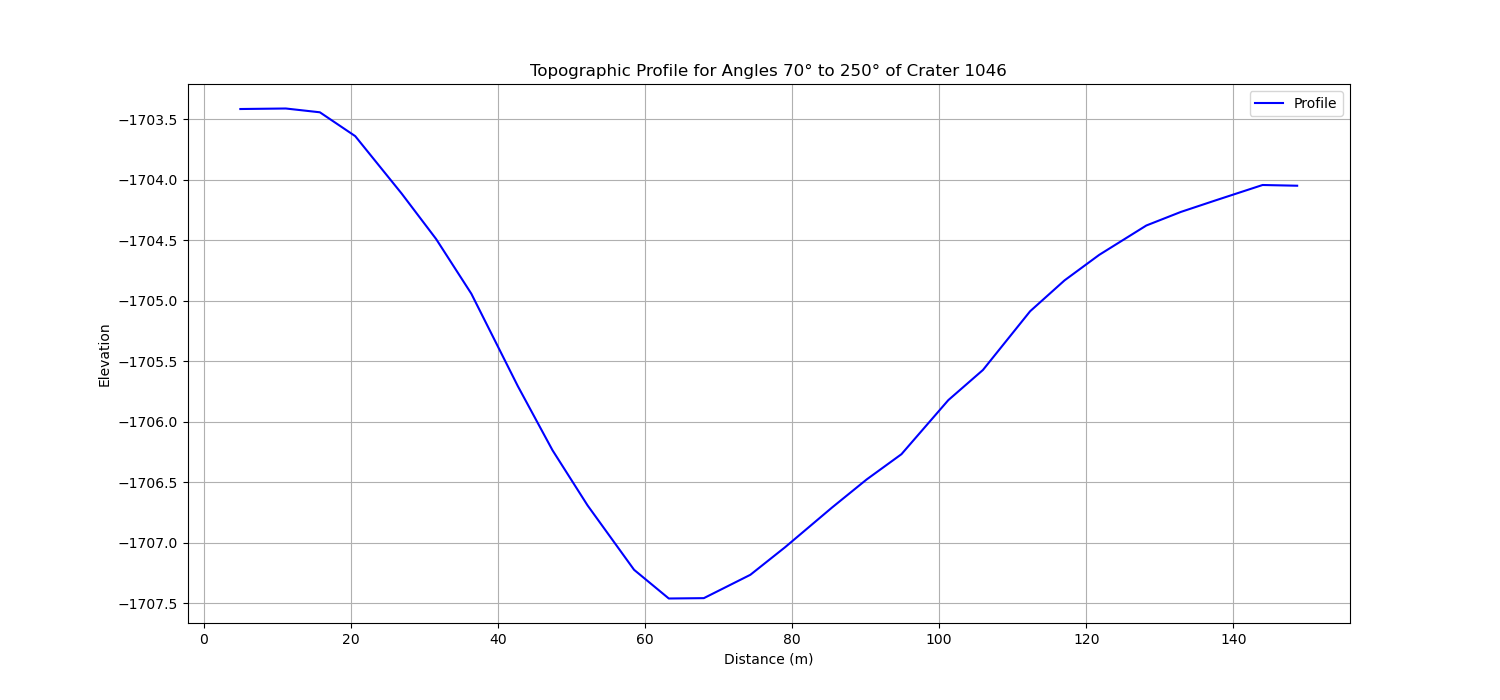 Topographic Profile for Angles 70° to 250° of Crater 1046
Profile
Elevation
−1703.5
−1704.0
−1704.5
−1705.0
−1705.5
−1706.0
−1706.5
−1707.0
−1707.5
0 20 40 60 80 100 120 140
Distance (m)